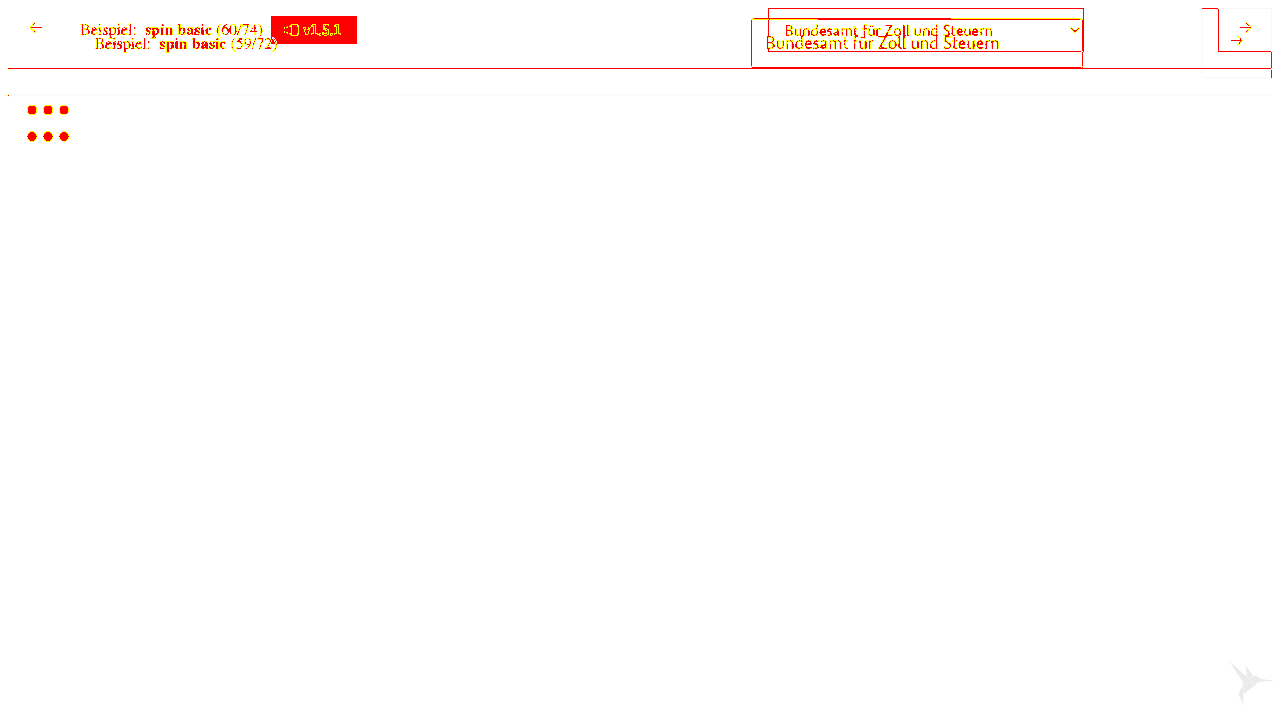 Beispiel: spin basic (60/74) v1.5.1
Beispiel: spin basic (59/72)
Bundesamt für Zoll und Steuern
Bundesamt für Zoll und Steuern